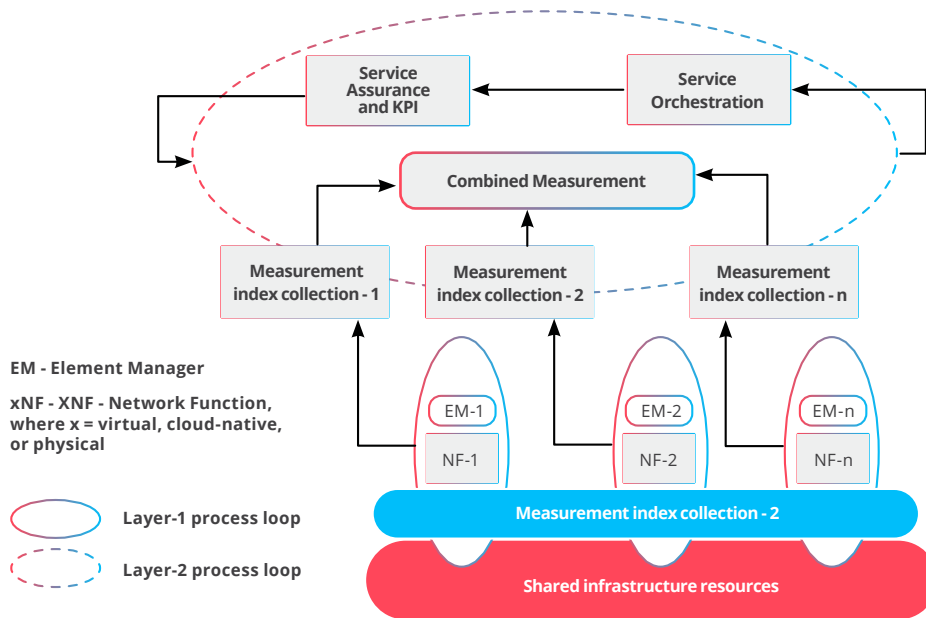 Service
Assurance
and KPI
Service
Orchestration
Combined Measurement
Measurement
index collection - 1
Measurement
index collection - 2
Measurement
index collection - n
EM - Element Manager
xNF - XNF - Network Function,
where x = virtual, cloud-native,
or physical
EM-1
EM-2
EM-n
NF-1
NF-2
NF-n
Layer-1 process loop
Layer-2 process loop
Measurement index collection - 2
Shared infrastructure resources